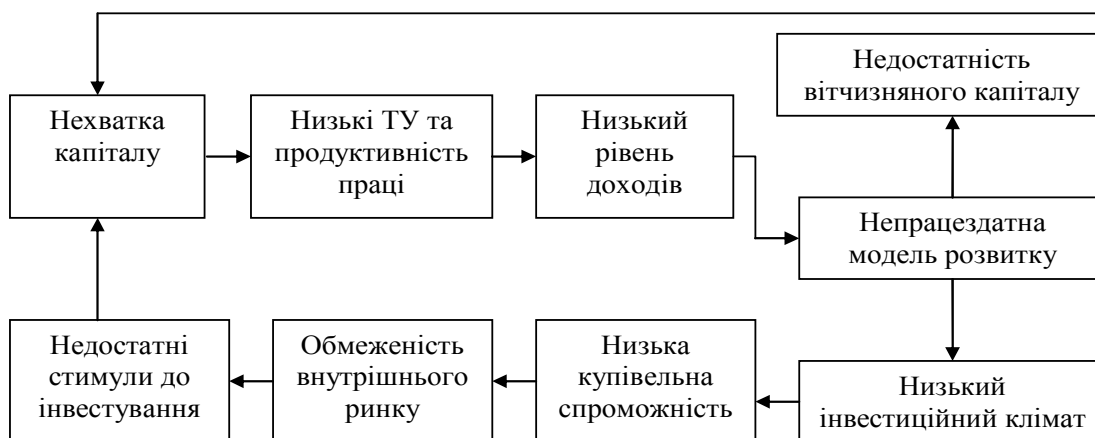 Недостатність
вітчизняного капіталу
Нехватка
капіталу
Низькі ТУ та
продуктивність
праці
Низький
рівень
доходів
Непрацездатна
модель розвитку
Недостатні
стимули до
інвестування
Обмеженість
внутрішнього
ринку
Низька
купівельна
спроможність
Низький
інвестиційний клімат